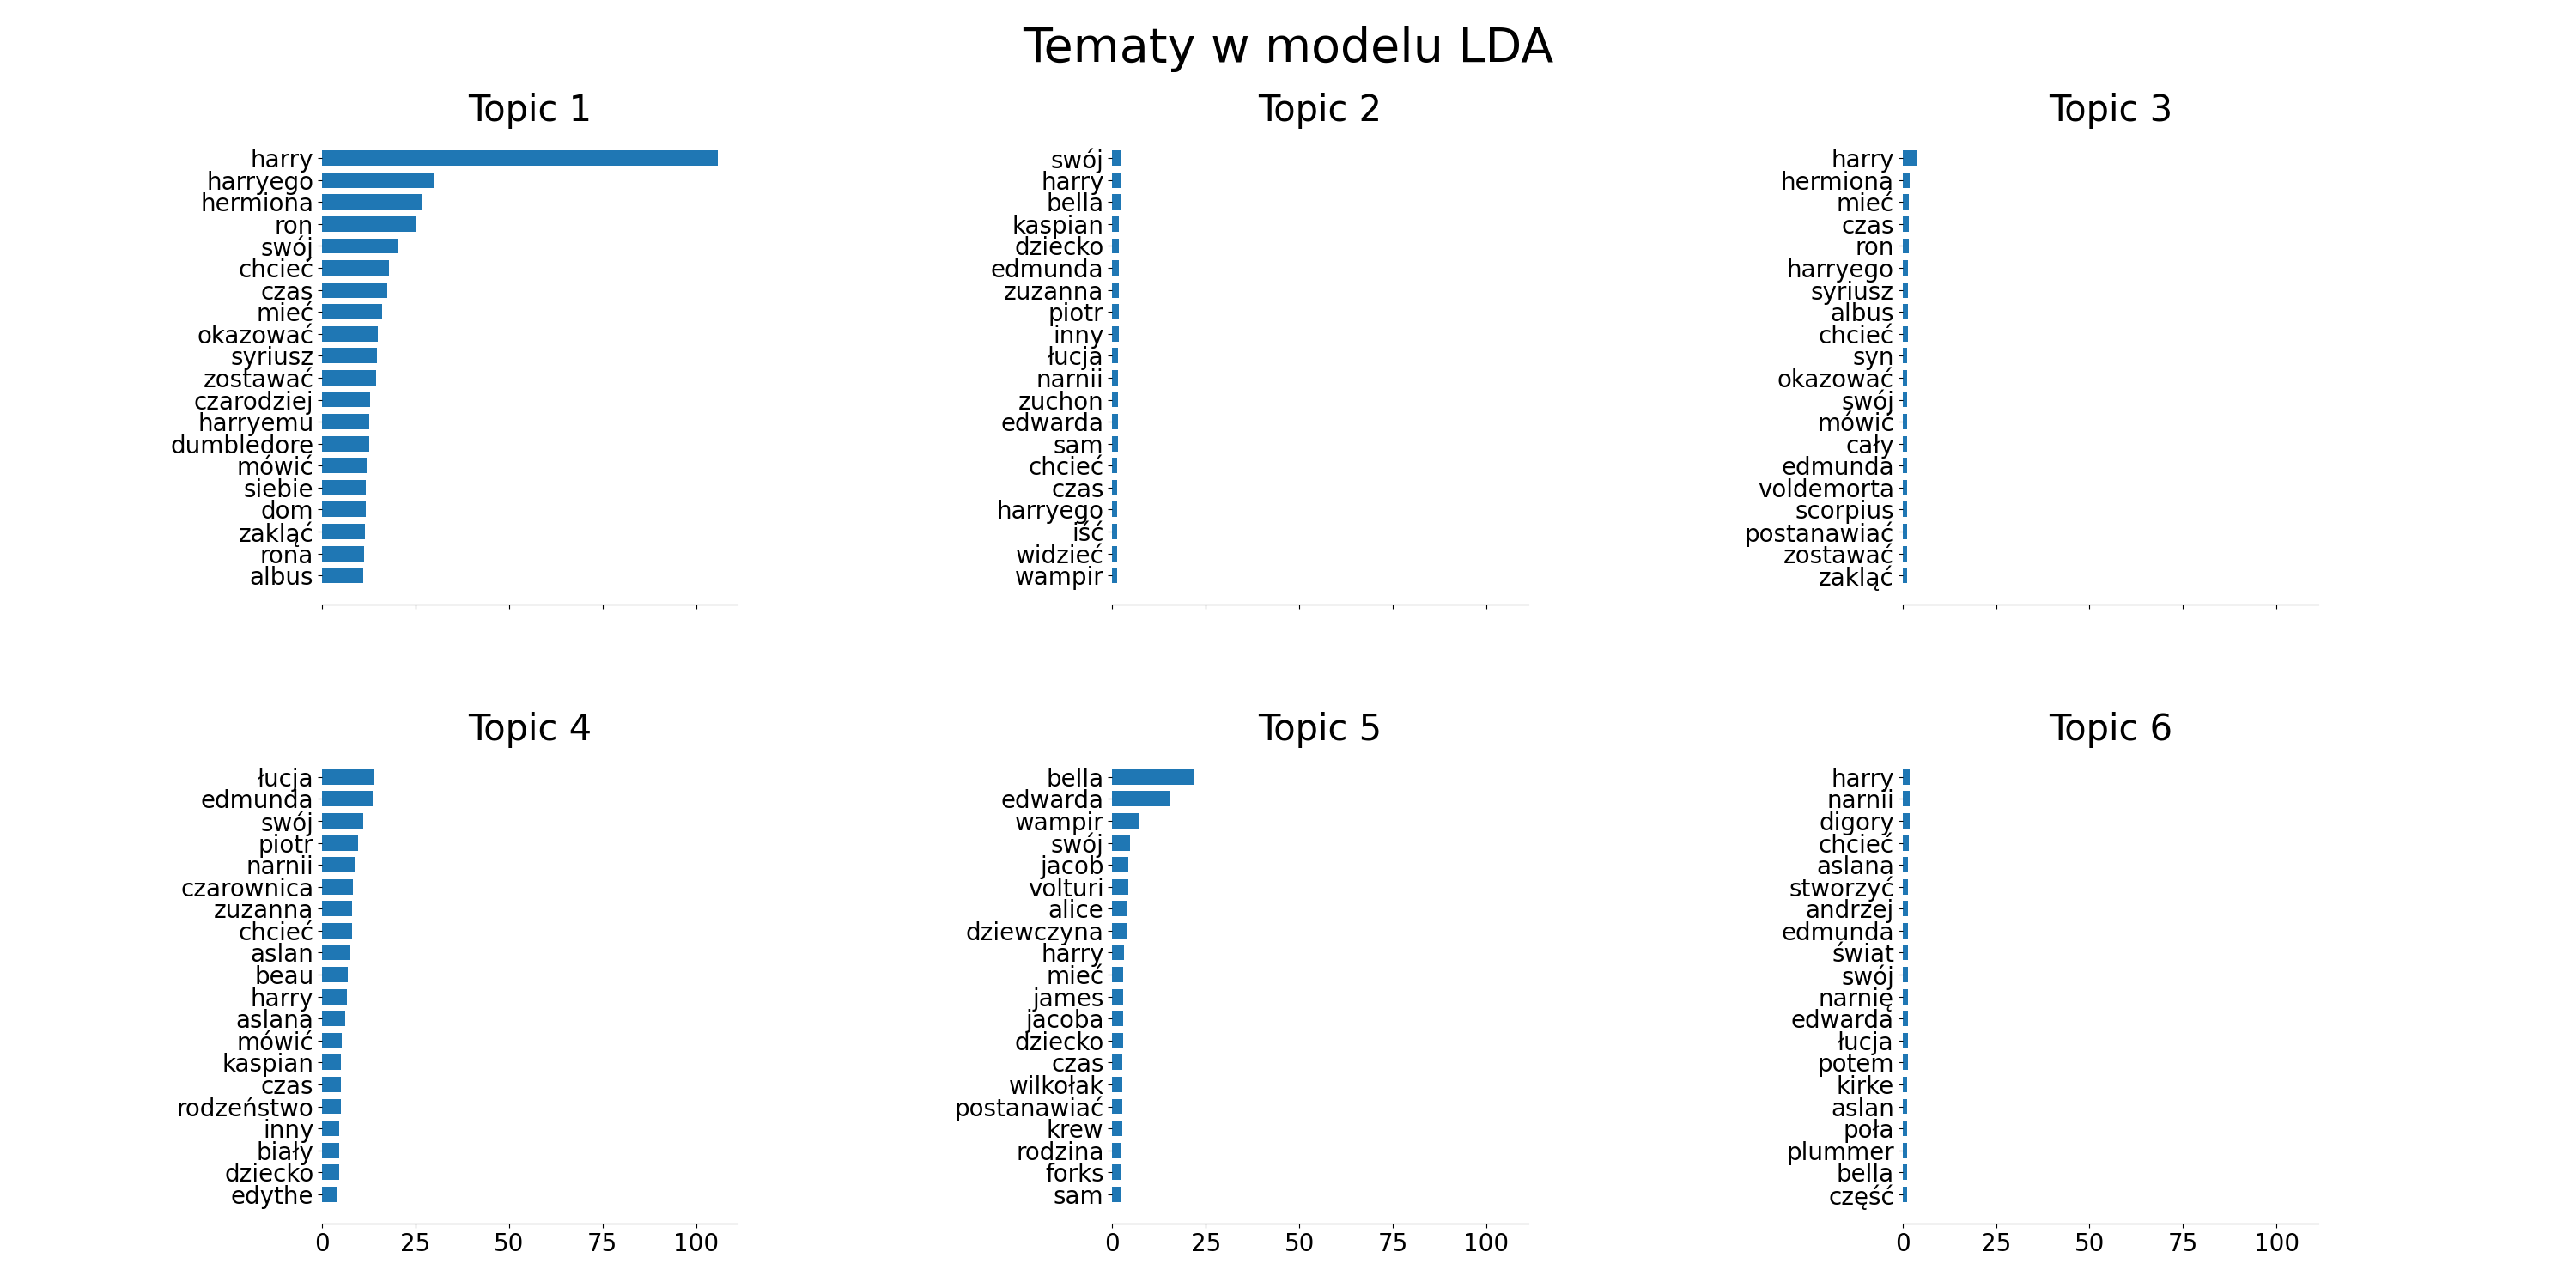 Tematy w modelu LDA
Topic 1
harry
harryego
hermiona
ron
swój
chcieć
czas
mieć
okazować
syriusz
zostawać
czarodziej
harryemu
dumbledore
mówić
siebie
dom
zakląć
rona
albus
Topic 2
swój
harry
bella
kaspian
dziecko
edmunda
zuzanna
piotr
inny
łucja
narnii
zuchon
edwarda
sam
chcieć
czas
harryego
iść
widzieć
wampir
Topic 3
harry
hermiona
mieć
czas
ron
harryego
syriusz
albus
chcieć
syn
okazować
swój
mówić
cały
edmunda
voldemorta
scorpius
postanawiać
zostawać
zakląć
Topic 4
łucja
edmunda
swój
piotr
narnii
czarownica
zuzanna
chcieć
aslan
beau
harry
aslana
mówić
kaspian
czas
rodzeństwo
inny
biały
dziecko
edythe
0 25 50 75 100
Topic 5
bella
edwarda
wampir
swój
jacob
volturi
alice
dziewczyna
harry
mieć
james
jacoba
dziecko
czas
wilkołak
postanawiać
krew
rodzina
forks
sam
0 25 50 75 100
Topic 6
harry
narnii
digory
chcieć
aslana
stworzyć
andrzej
edmunda
świat
swój
narnię
edwarda
łucja
potem
kirke
aslan
poła
plummer
bella
część
0 25 50 75 100